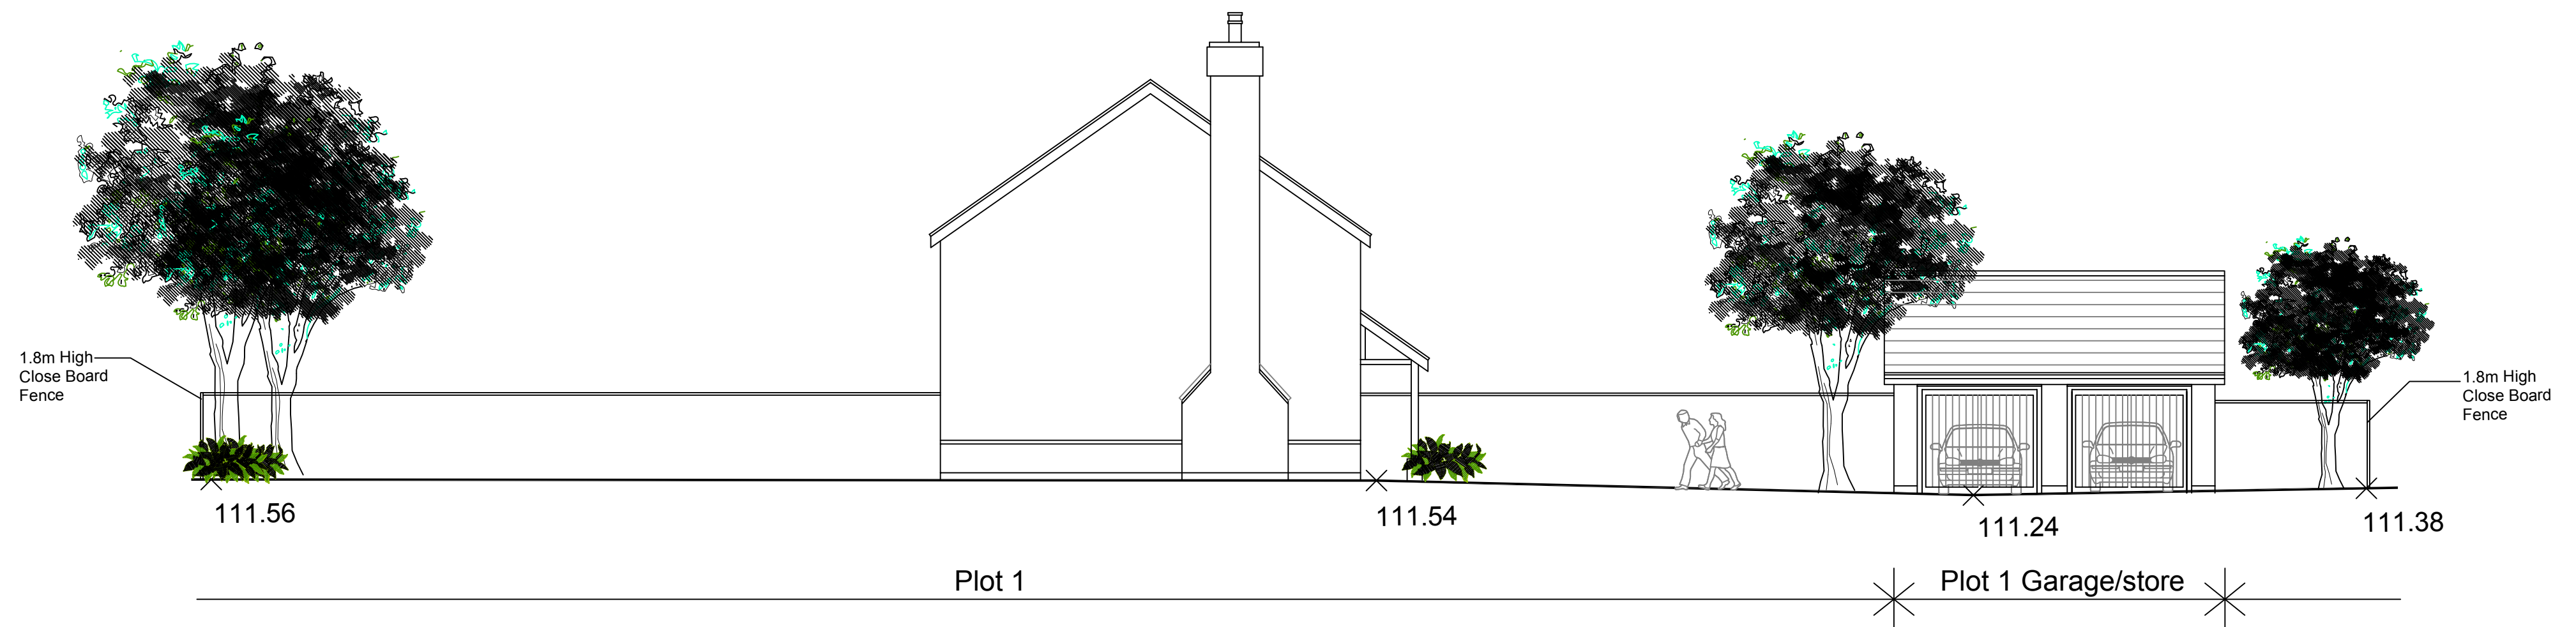 1.8m High
Close Board
Fence
1.8m High
Close Board
Fence
111.56
111.54
111.24
111.38
Plot 1
Plot 1 Garage/store